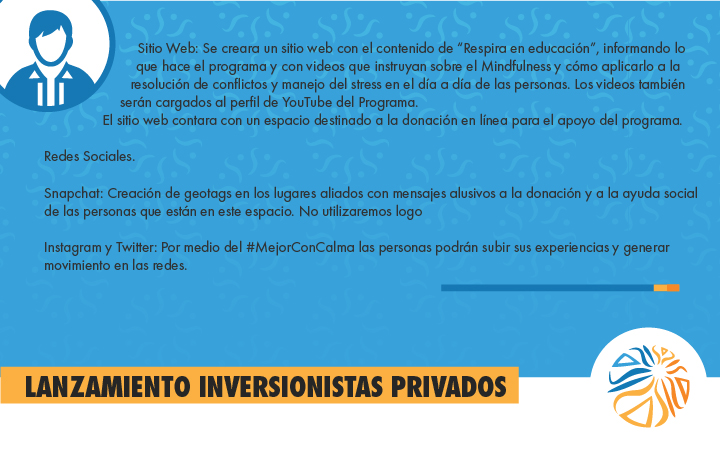 Sitio Web: Se creara un sitio web con el contenido de “Respira en educación”, informando lo
que hace el programa y con videos que instruyan sobre el Mindfulness y cómo aplicarlo a la
resolución de conflictos y manejo del stress en el día a día de las personas. Los videos también
serán cargados al perfil de YouTube del Programa.
El sitio web contara con un espacio destinado a la donación en línea para el apoyo del programa.
Redes Sociales.
Snapchat: Creación de geotags en los lugares aliados con mensajes alusivos a la donación y a la ayuda social
de las personas que están en este espacio. No utilizaremos logo
Instagram y Twitter: Por medio del #MejorConCalma las personas podrán subir sus experiencias y generar
movimiento en las redes.
LANZAMIENTO INVERSIONISTAS PRIVADOS